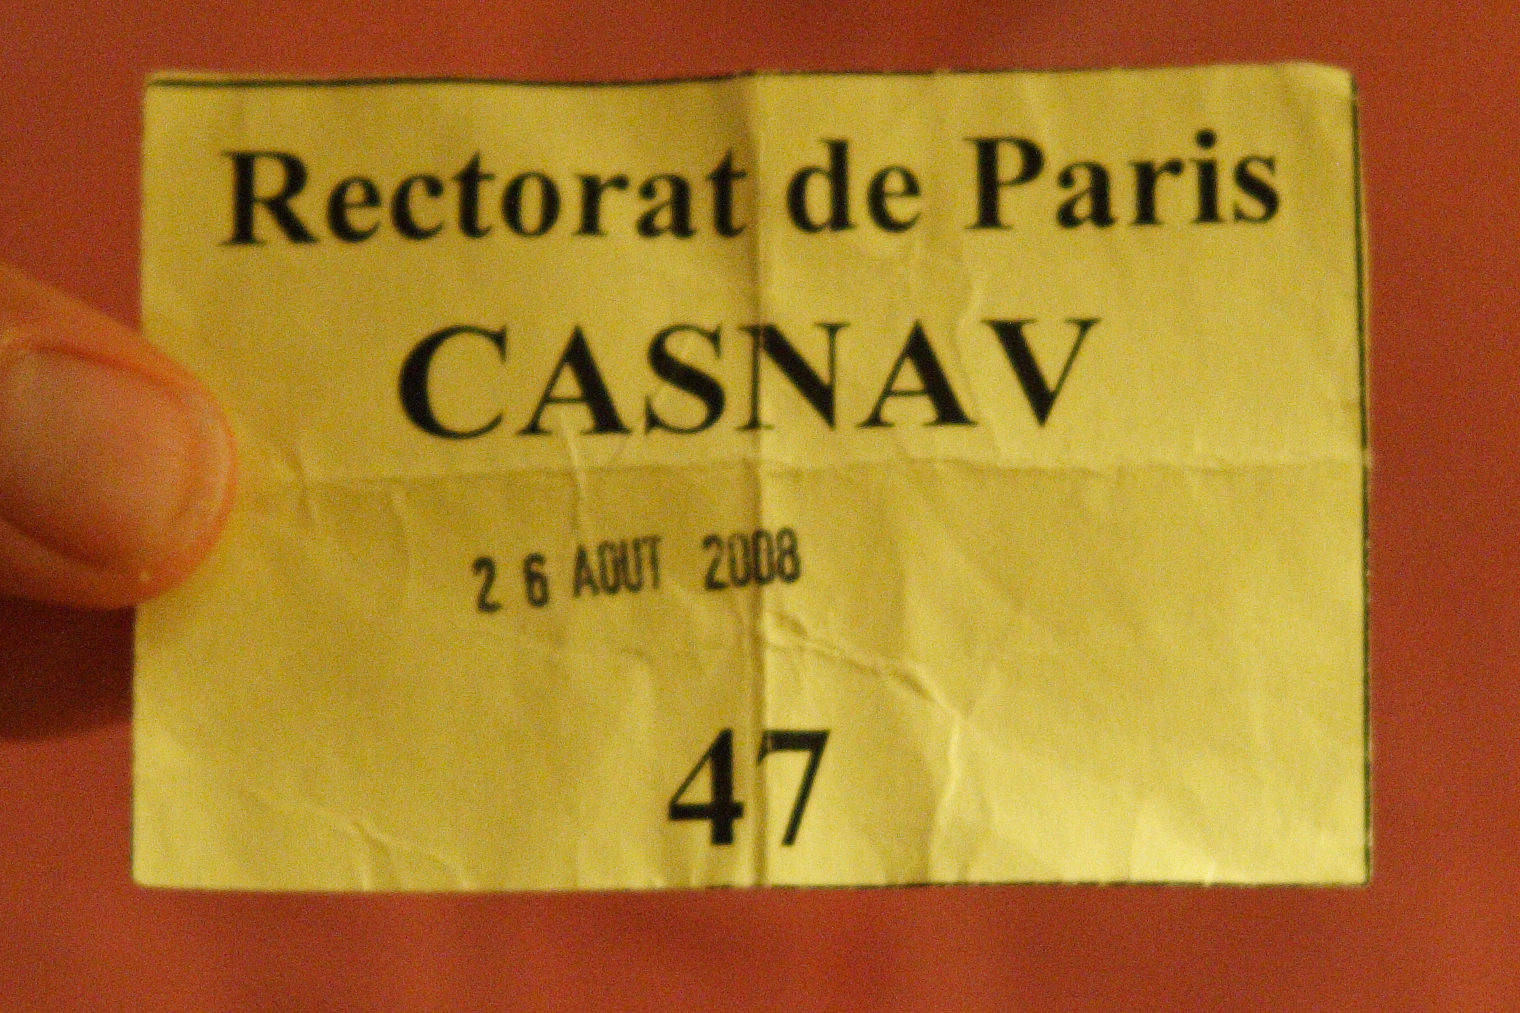 Rectorat de Paris
CASNAV
26 AOUT 2008
47